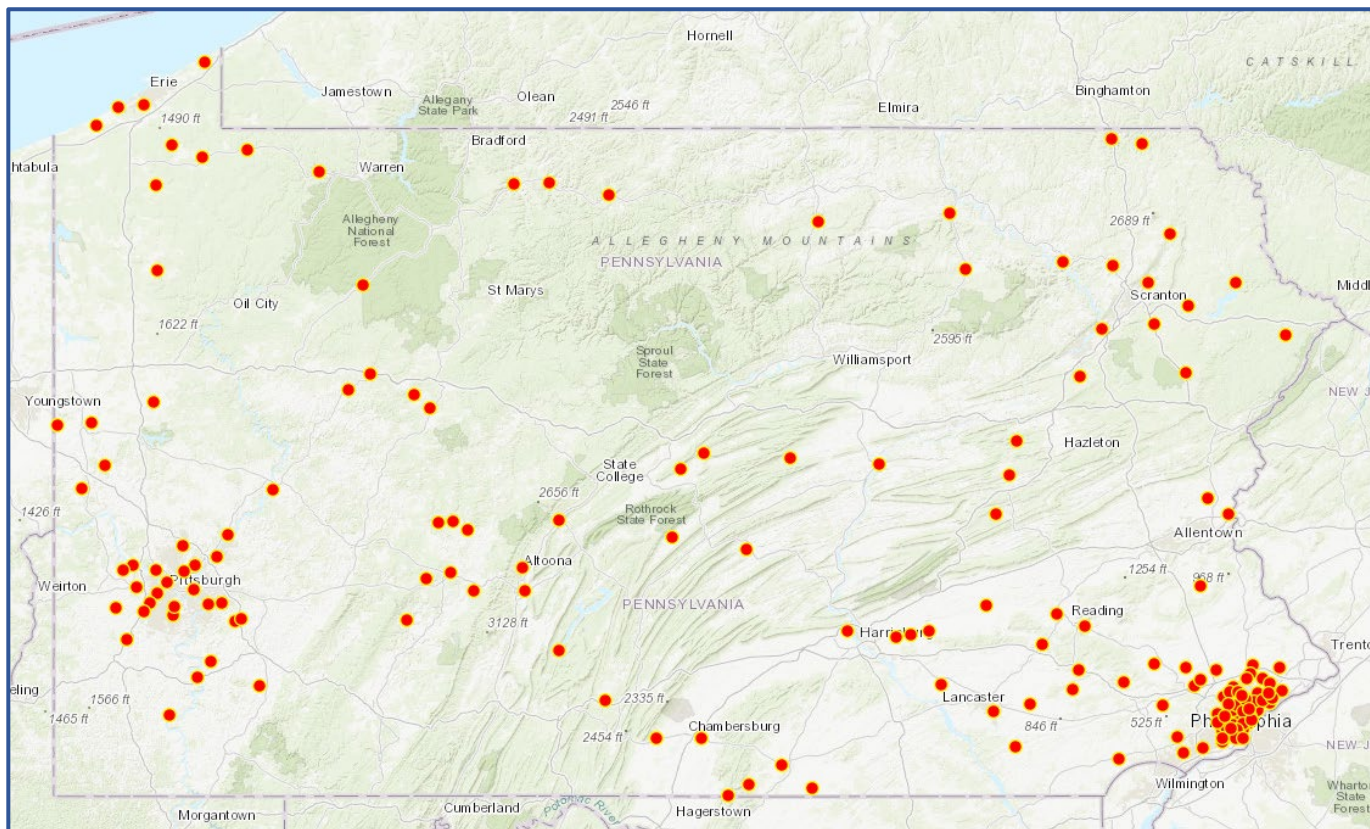 Hornell
CATSKILL
Erie
Jamestown
Allegany
State Park
Olean
2546 ft
2491 ft
Elmira
Binghamton
1490 ft
htabula
Warren
Bradford
Allegheny
National
Forest
2689 ft
ALLEGHENY MOUNTAINS
PENNSYLVANIA
Oil City
St Marys
Scranton
Middl
1622 ft
2595 ft
Sproul
State
Forest
Williamsport
Youngstown
NEW J
State
College
Hazleton
2656 ft
Rothrock
State Forest
1426 ft
Allentown
Altoona
Weirton
Pittsburgh
1254 ft
968 ft
PENNSYLVANIA
Reading
3128 ft
Harrisburg
Trento
eling
1566 ft
1465 ft
2335 ft
Lancaster
Chambersburg
846 ft
525 ft
Philadelphia
2454 ft
NEW J
Wilmington
Morgantown
Cumberland
Potomac River
Hagerstown
Wharto
State
Forest